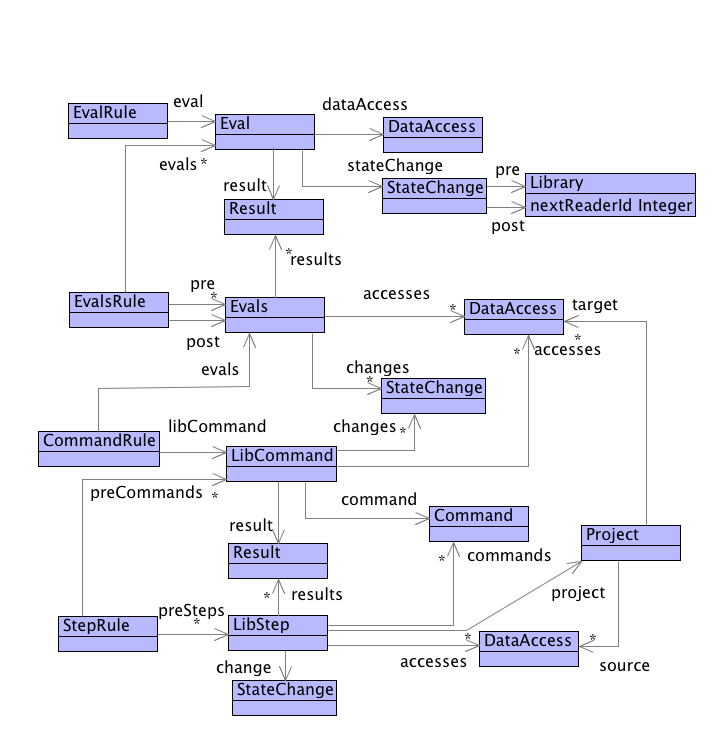 EvalRule
eval
Eval
dataAccess
DataAccess
evals *
stateChange
pre
Library
result
StateChange
nextReaderId Integer
Result
post
*
results
EvalsRule
pre
*
Evals
accesses
*
DataAccess
target
post
*
*
accesses
evals
changes
*
StateChange
libCommand
changes
*
CommandRule
LibCommand
preCommands
*
command
Command
result
Project
Result
*
commands
*
results
project
preSteps
*
StepRule
LibStep
*
DataAccess
*
change
accesses
source
StateChange